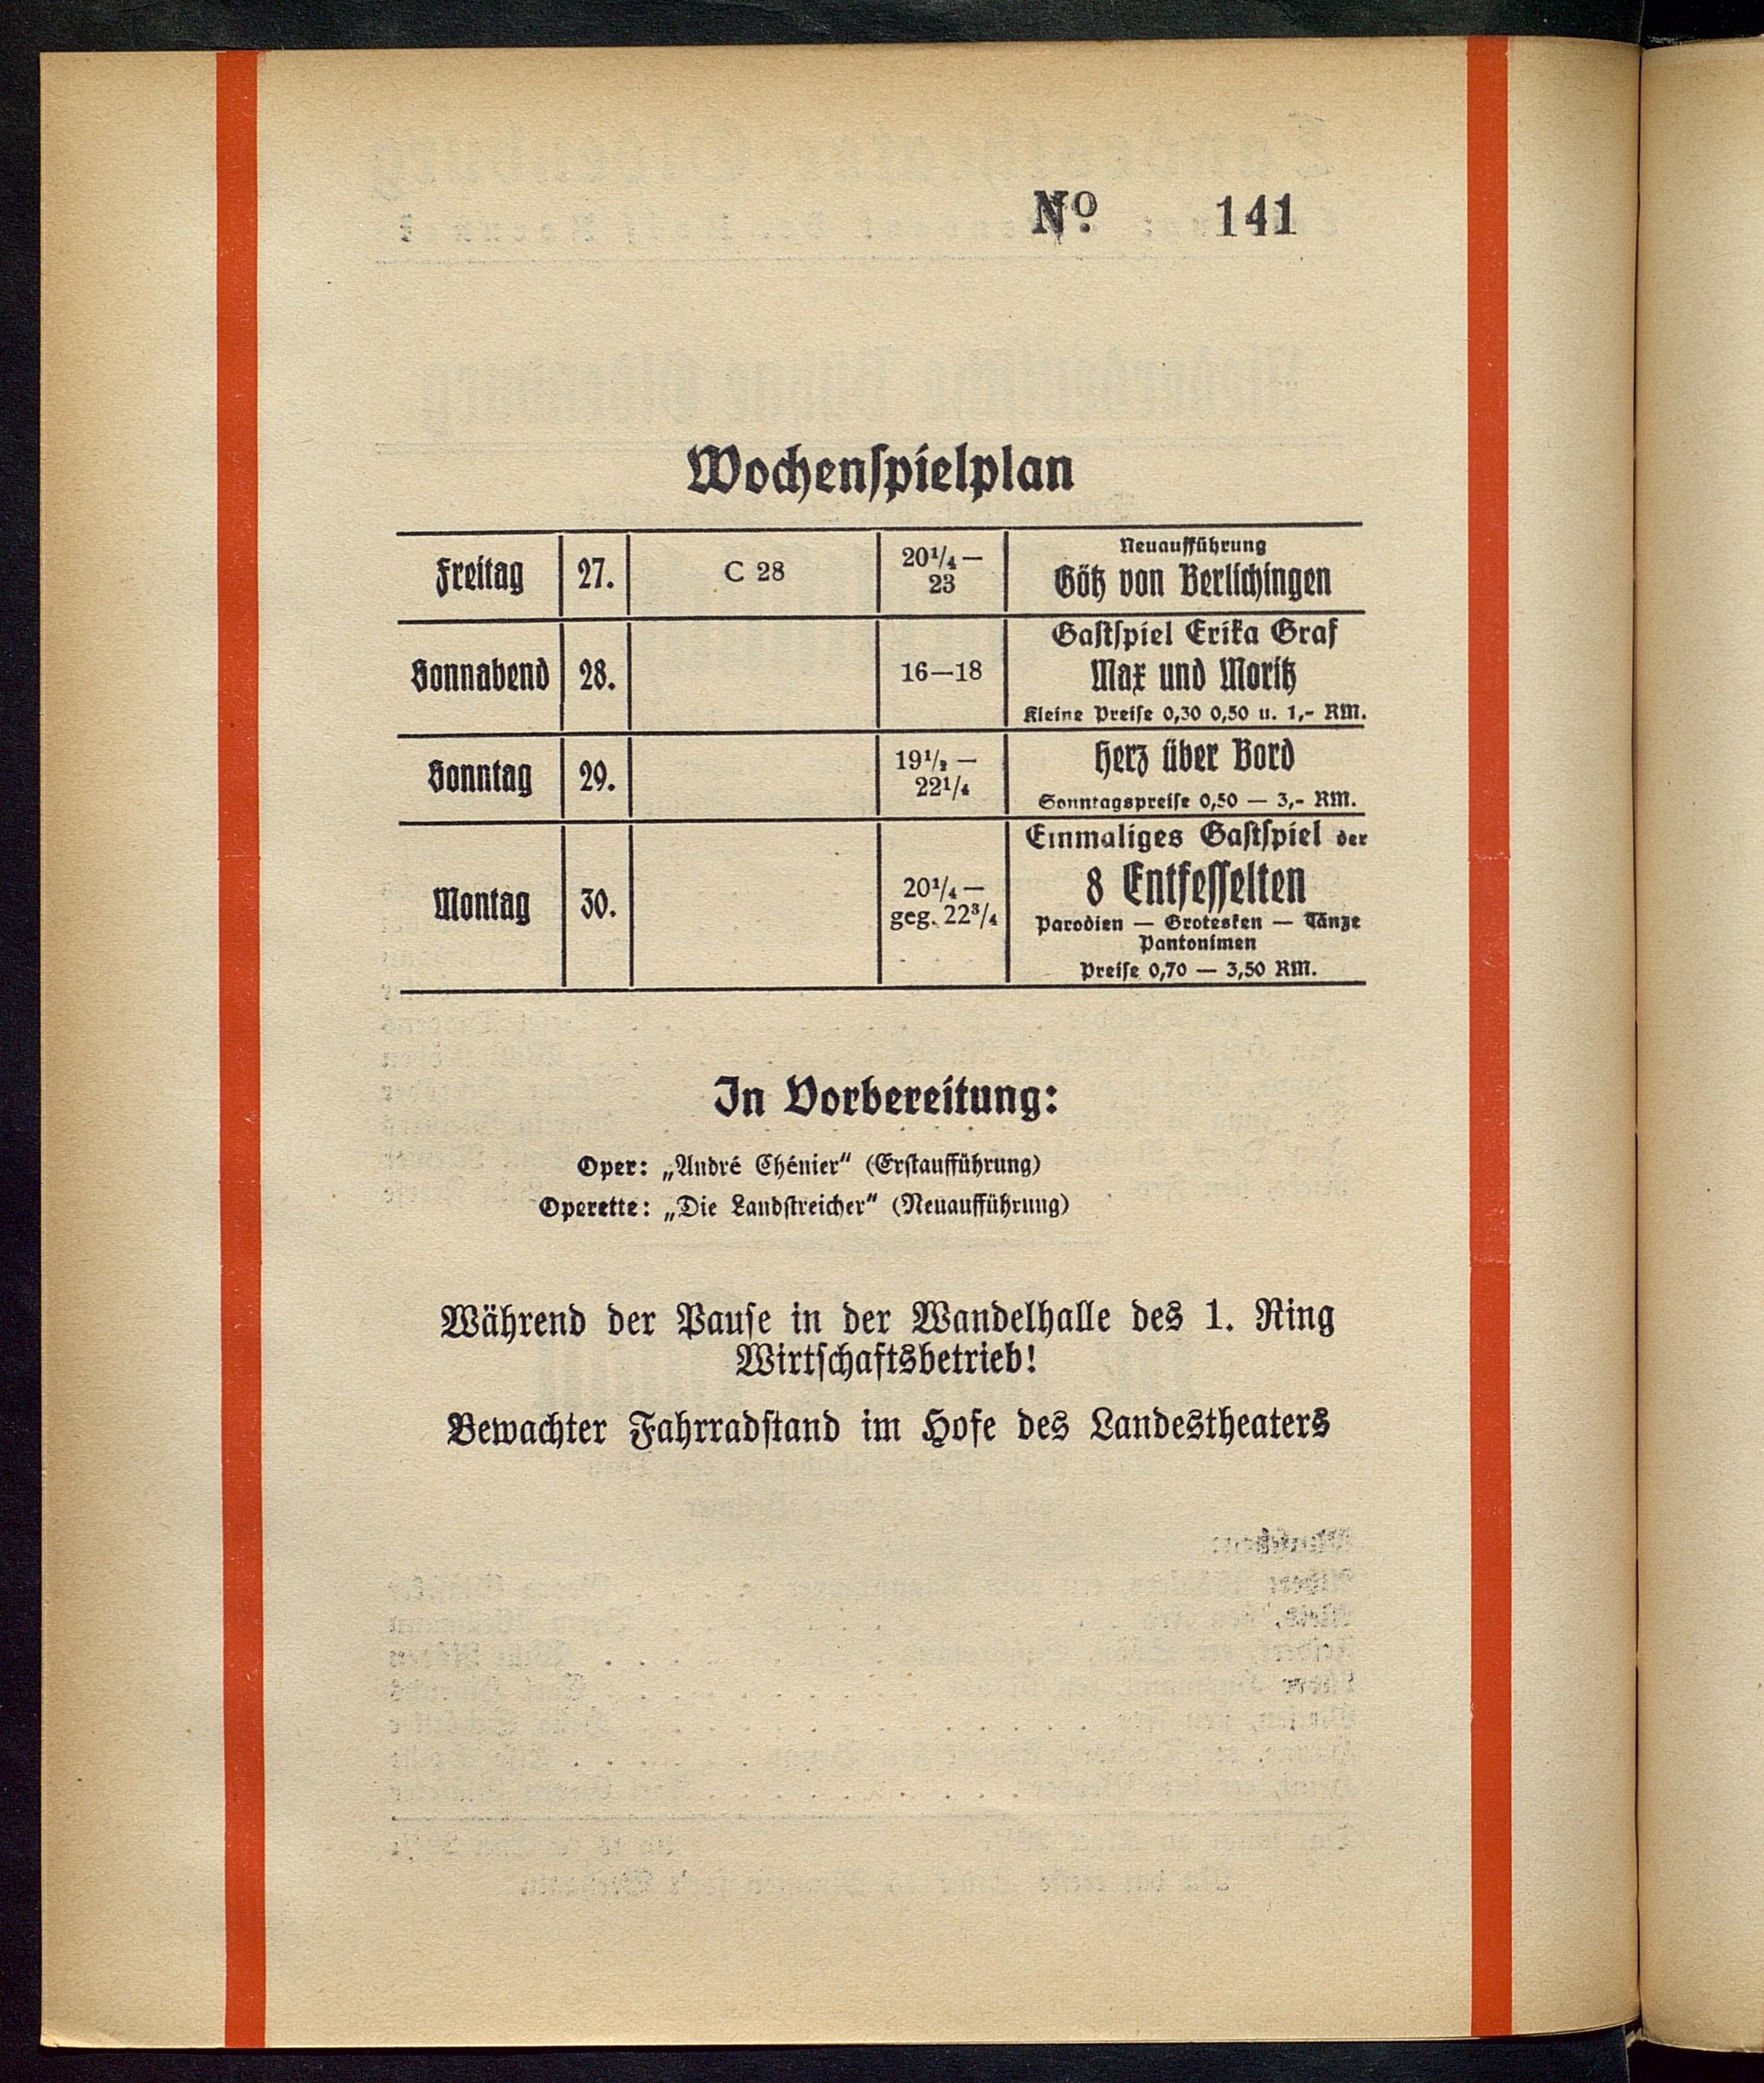 No. 141
Wochenspielplan
Freitag 27. C 28 20¼— 23 Neuaufführung
Götz von Berlichingen
Sonnabend 28. 16—18 Gastspiel Erika Graf
Max und Moritz
Kleine Preise 0,30 0,50 u. 1,- RM.
Sonntag 29. 19½ — 22¼ Herz über Bord
Sonntagspreise 0,50 — 3,- RM.
Montag 30. 20¼— geg. 22¾ Einmaliges Gastspiel der
8 Entfesselten
Parodien — Grotesken — Tänze
Pantonimen
Preise 0,70 — 3,50 RM.
In Vorbereitung:
Oper: „André Chénier“ (Erstaufführung)
Operette: „Die Landstreicher“ (Neuaufführung)
Während der Pause in der Wandelhalle des 1. Ring
Wirtschaftsbetrieb!
Bewachter Fahrradstand im Hofe des Landestheaters